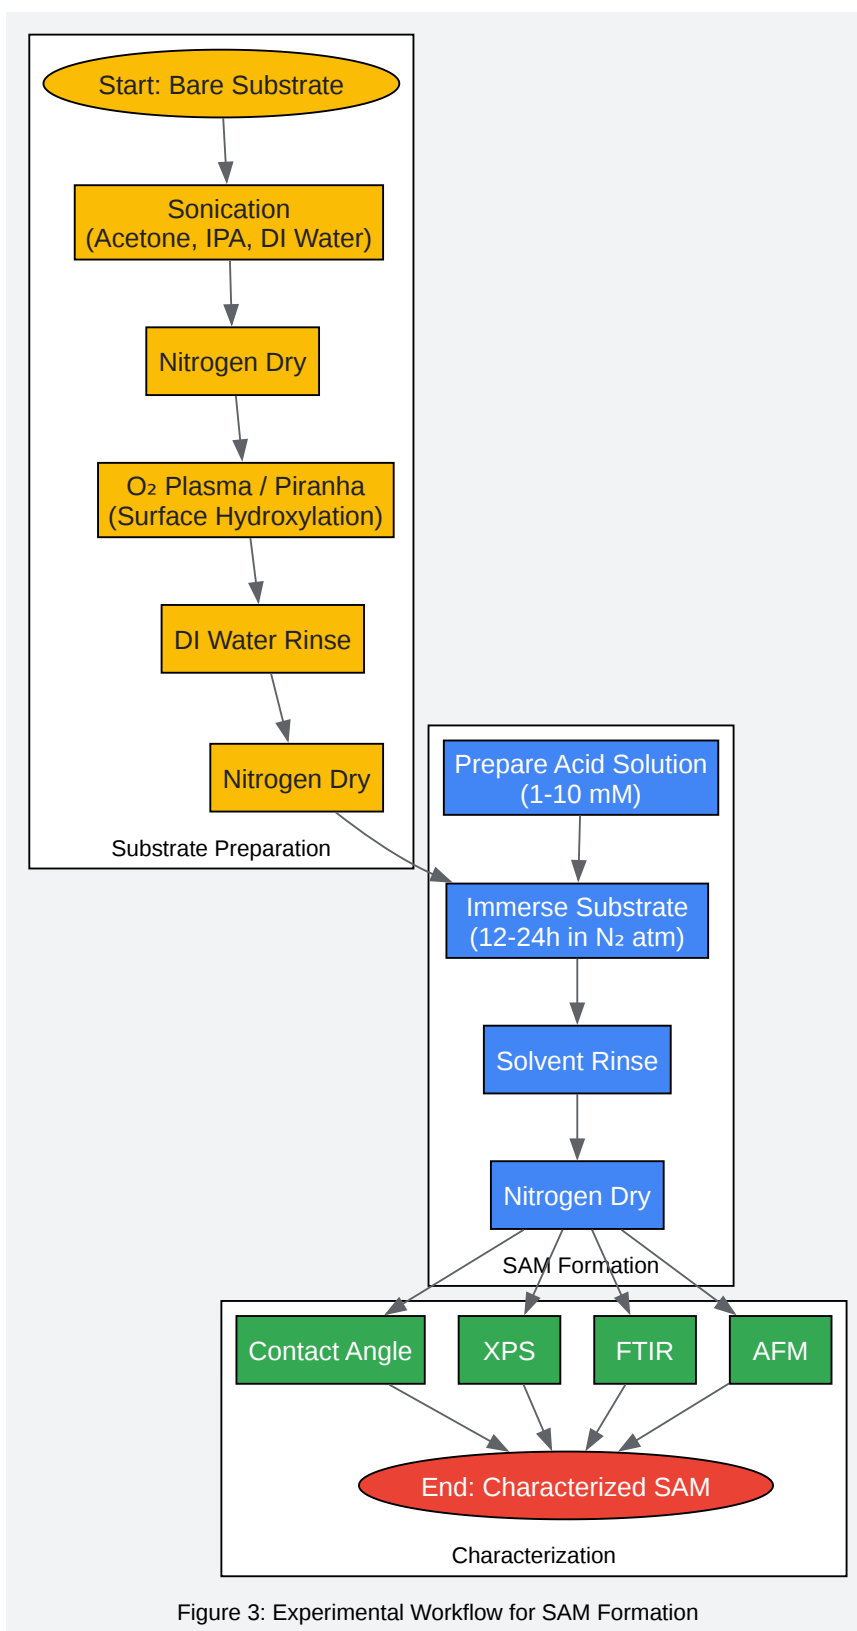 Start: Bare Substrate
Sonication
(Acetone, IPA, DI Water)
Nitrogen Dry
O₂ Plasma / Piranha
(Surface Hydroxylation)
DI Water Rinse
Nitrogen Dry
Substrate Preparation
Prepare Acid Solution
(1-10 mM)
Immerse Substrate
(12-24h in N₂ atm)
Solvent Rinse
Nitrogen Dry
SAM Formation
Contact Angle
XPS
FTIR
AFM
End: Characterized SAM
Characterization
Figure 3: Experimental Workflow for SAM Formation